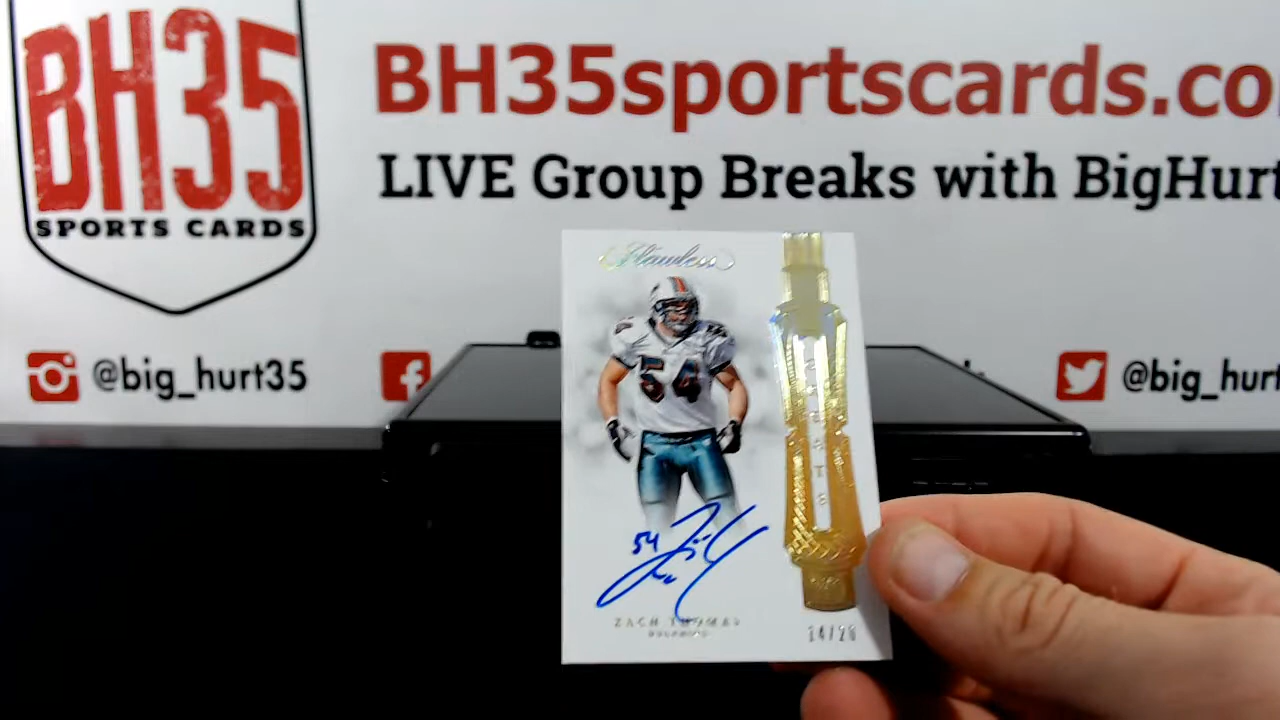 BH35
SPORTS CARDS
BH35sportscards.co
LIVE Group Breaks with BigHurt
@big_hurt35
@big_hurt
Flawless
54
54
ZACH THOMAS
DOLPHINS
14/20